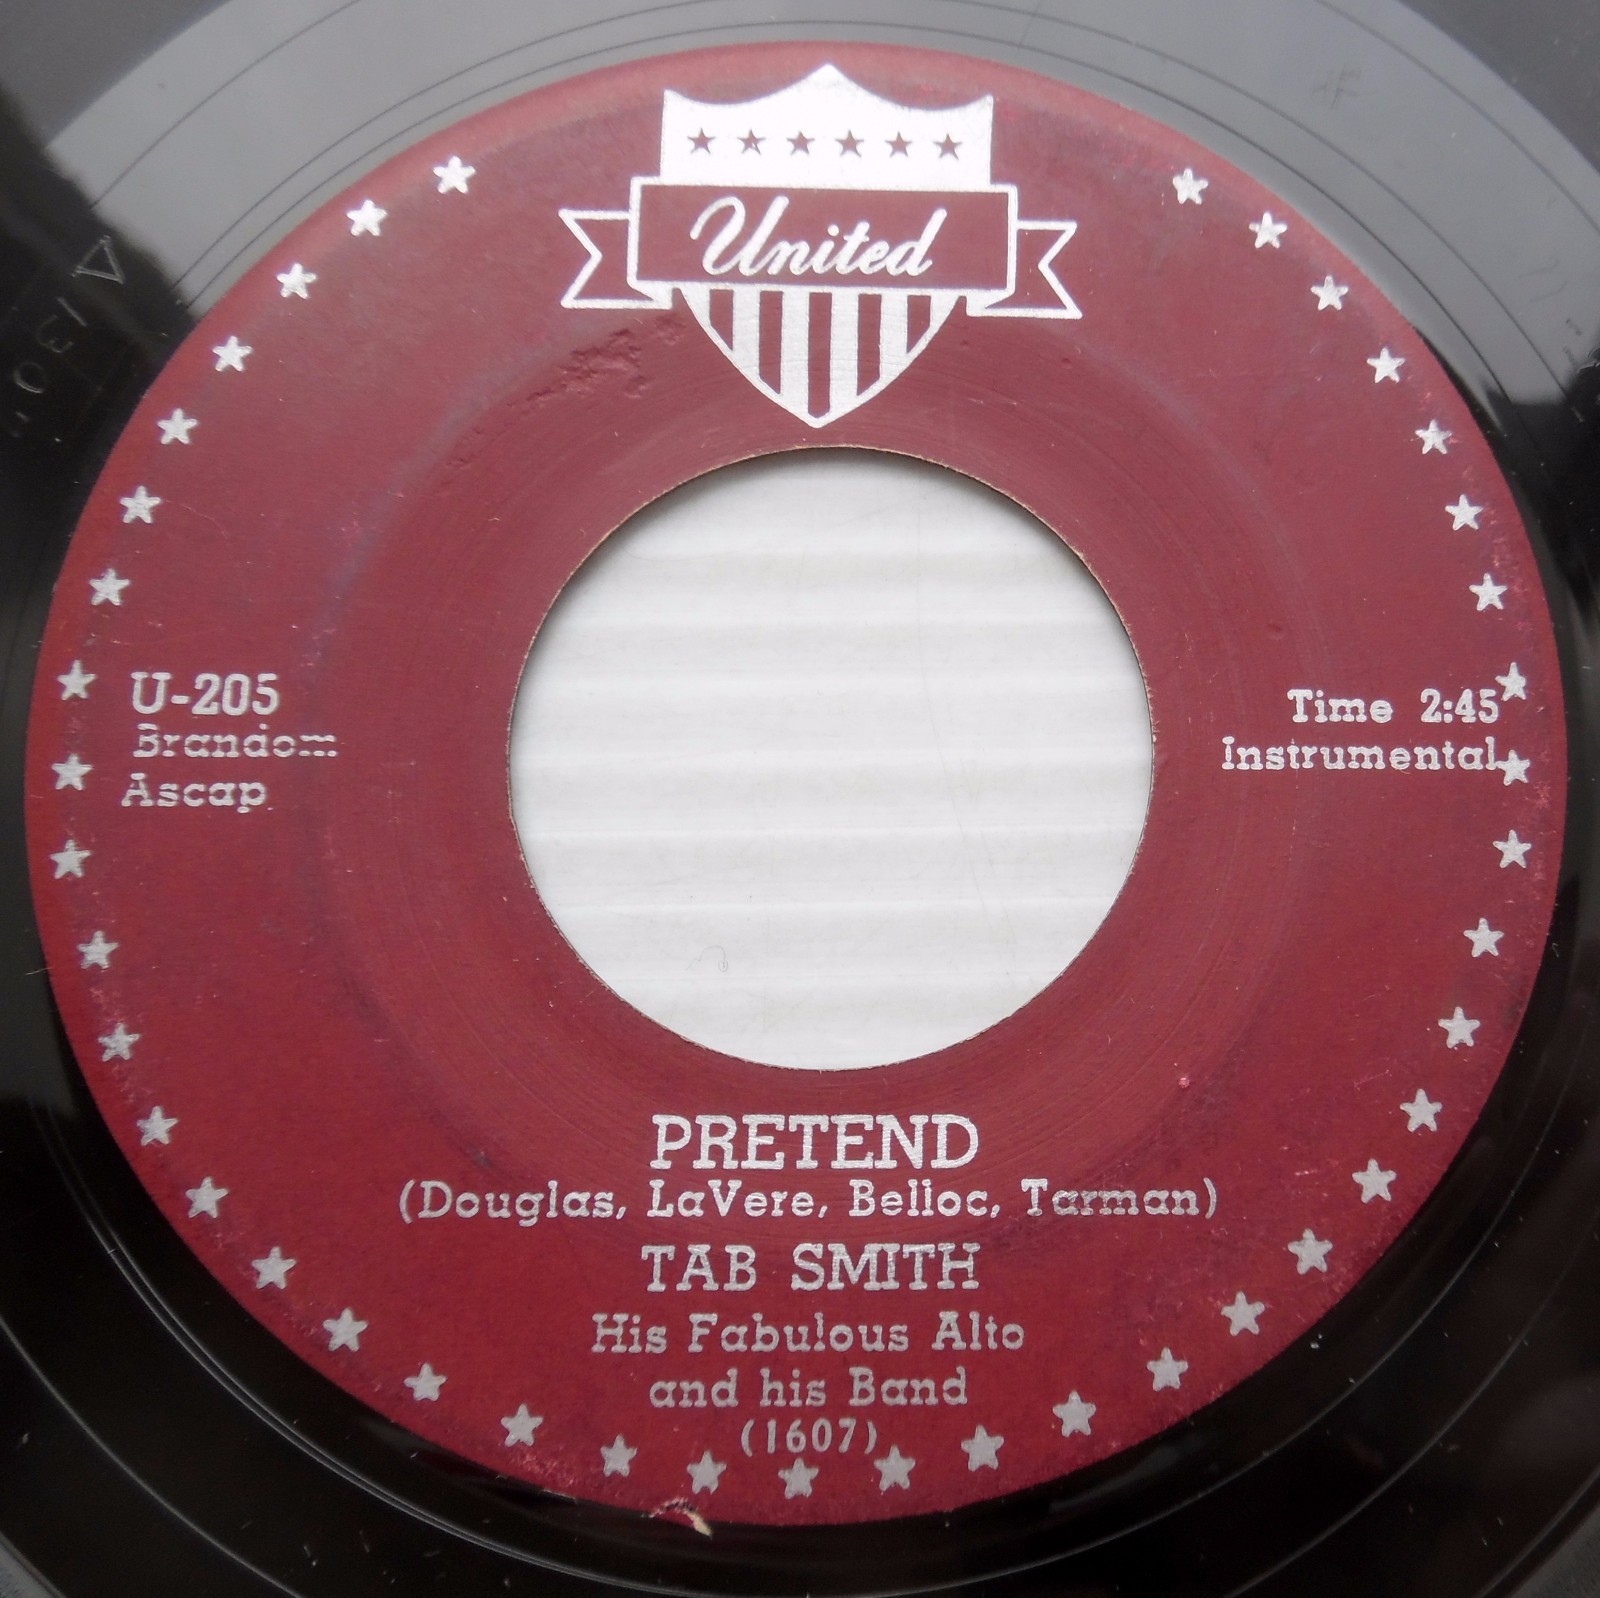 United
U-205
Brandom
Ascap
Time 2:45
Instrumental
PRETEND
(Douglas, LaVere, Belloc, Tarman)
TAB SMITH
His Fabulous Alto
and his Band
(1607)